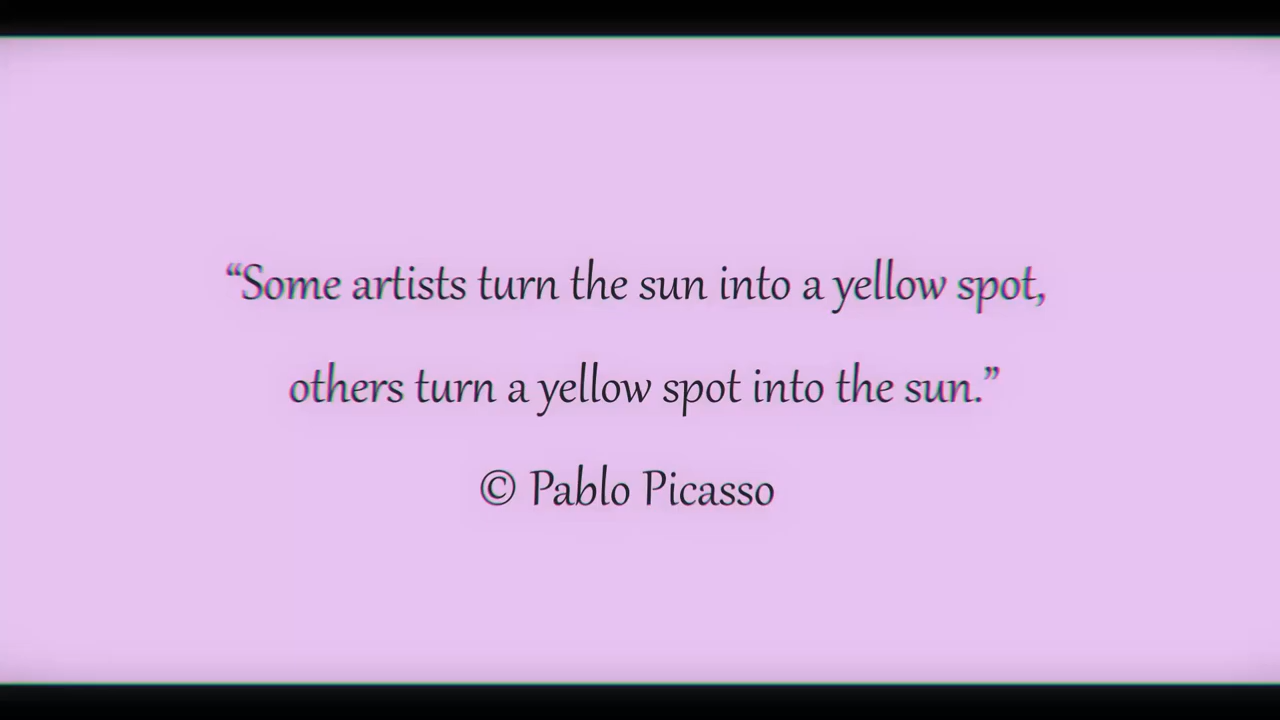 “Some artists turn the sun into a yellow spot,
others turn a yellow spot into the sun.”
© Pablo Picasso